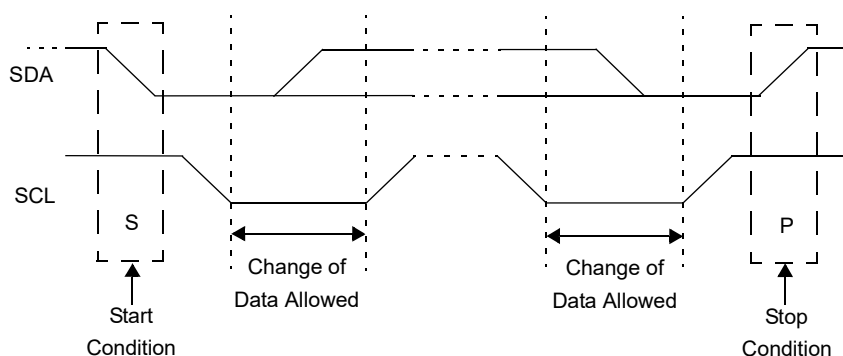 SDA
SCL
S
P
Change of
Data Allowed
Change of
Data Allowed
Start
Condition
Stop
Condition